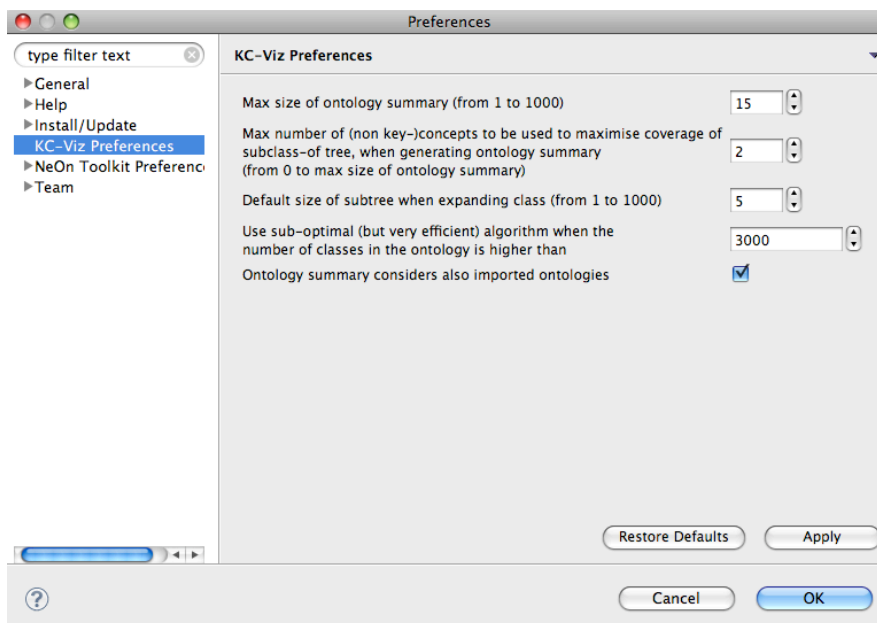 Preferences
type filter text
General
Help
Install/Update
KC-Viz Preferences
NeOn Toolkit Preferenc
Team
KC-Viz Preferences
Max size of ontology summary (from 1 to 1000)
15
Max number of (non key-)concepts to be used to maximise coverage of
subclass-of tree, when generating ontology summary
(from 0 to max size of ontology summary)
2
Default size of subtree when expanding class (from 1 to 1000)
5
Use sub-optimal (but very efficient) algorithm when the
number of classes in the ontology is higher than
3000
Ontology summary considers also imported ontologies
Restore Defaults
Apply
?
Cancel
OK